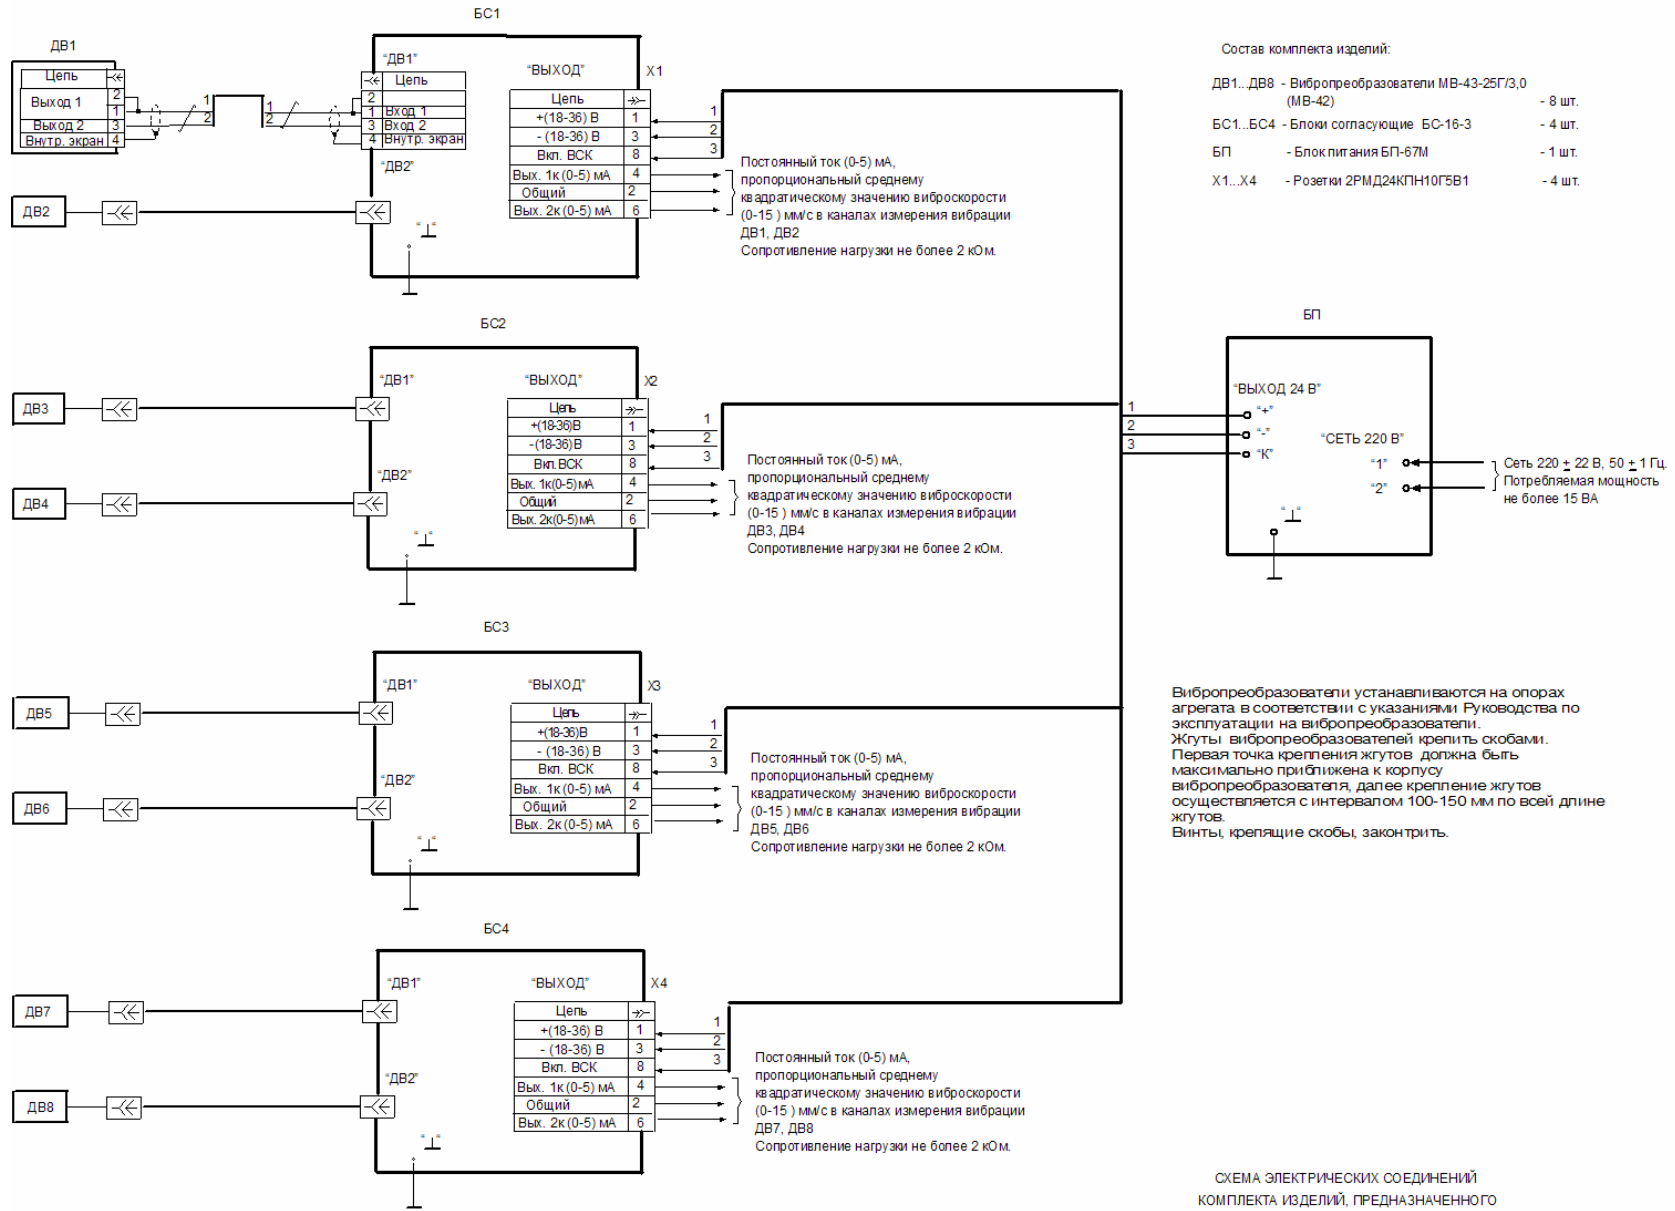 БС1
ДВ1
Цепь
Выход 1
2
1
Выход 2
3
Внутр. экран
4
1
2
1
2
"ДВ1"
Цепь
2
1
Вход 1
3
Вход 2
4
Внутр. экран
"ДВ2"
"ВЫХОД"
X1
Цепь
+(18-36) В
1
- (18-36) В
3
Вкл. ВСК
8
Вых. 1к (0-5) мА
4
Общий
2
Вых. 2к (0-5) мА
6
1
2
3
Постоянный ток (0-5) мА,
пропорциональный среднему
квадратическому значению виброскорости
(0-15 ) мм/с в каналах измерения вибрации
ДВ1, ДВ2
Сопротивление нагрузки не более 2 кОм.
ДВ2
"⊥"
Состав комплекта изделий:
ДВ1...ДВ8 - Вибропреобразователи МВ-43-25Г/3,0
(МВ-42) - 8 шт.
БС1...БС4 - Блоки согласующие БС-16-3 - 4 шт.
БП - Блок питания БП-67М - 1 шт.
X1...X4 - Розетки 2РМД24КПН10Г5В1 - 4 шт.
БС2
"ДВ1"
"ВЫХОД"
X2
ДВ3
Цепь
+(18-36)В
1
-(18-36) В
3
Вкл. ВСК
8
Вых. 1к(0-5)мА
4
Общий
2
Вых. 2к(0-5)мА
6
1
2
3
"ДВ2"
ДВ4
"⊥"
Постоянный ток (0-5) мА,
пропорциональный среднему
квадратическому значению виброскорости
(0-15 ) мм/с в каналах измерения вибрации
ДВ3, ДВ4
Сопротивление нагрузки не более 2 кОм.
БП
"ВЫХОД 24 В"
1
"+"
2
"-"
3
"К"
"СЕТЬ 220 В"
"1"
"2"
"⊥"
Сеть 220 ± 22 В, 50 ± 1 Гц.
Потребляемая мощность
не более 15 ВА
БС3
"ДВ1"
"ВЫХОД"
X3
ДВ5
Цепь
+(18-36)В
1
- (18-36) В
3
Вкл. ВСК
8
Вых. 1к (0-5) мА
4
Общий
2
Вых. 2к (0-5) мА
6
1
2
3
"ДВ2"
ДВ6
"⊥"
Постоянный ток (0-5) мА,
пропорциональный среднему
квадратическому значению виброскорости
(0-15 ) мм/с в каналах измерения вибрации
ДВ5, ДВ6
Сопротивление нагрузки не более 2 кОм.
Вибропреобразователи устанавливаются на опорах
агрегата в соответствии с указаниями Руководства по
эксплуатации на вибропреобразователи.
Жгуты вибропреобразователей крепить скобами.
Первая точка крепления жгутов должна быть
максимально приближена к корпусу
вибропреобразователя, далее крепление жгутов
осуществляется с интервалом 100-150 мм по всей длине
жгутов.
Винты, крепящие скобы, законтрить.
БС4
"ДВ1"
"ВЫХОД"
X4
ДВ7
Цепь
+(18-36) В
1
- (18-36) В
3
Вкл. ВСК
8
Вых. 1к (0-5) мА
4
Общий
2
Вых. 2к (0-5) мА
6
1
2
3
"ДВ2"
ДВ8
"⊥"
Постоянный ток (0-5) мА,
пропорциональный среднему
квадратическому значению виброскорости
(0-15 ) мм/с в каналах измерения вибрации
ДВ7, ДВ8
Сопротивление нагрузки не более 2 кОм.
СХЕМА ЭЛЕКТРИЧЕСКИХ СОЕДИНЕНИЙ
КОМПЛЕКТА ИЗДЕЛИЙ, ПРЕДНАЗНАЧЕННОГО